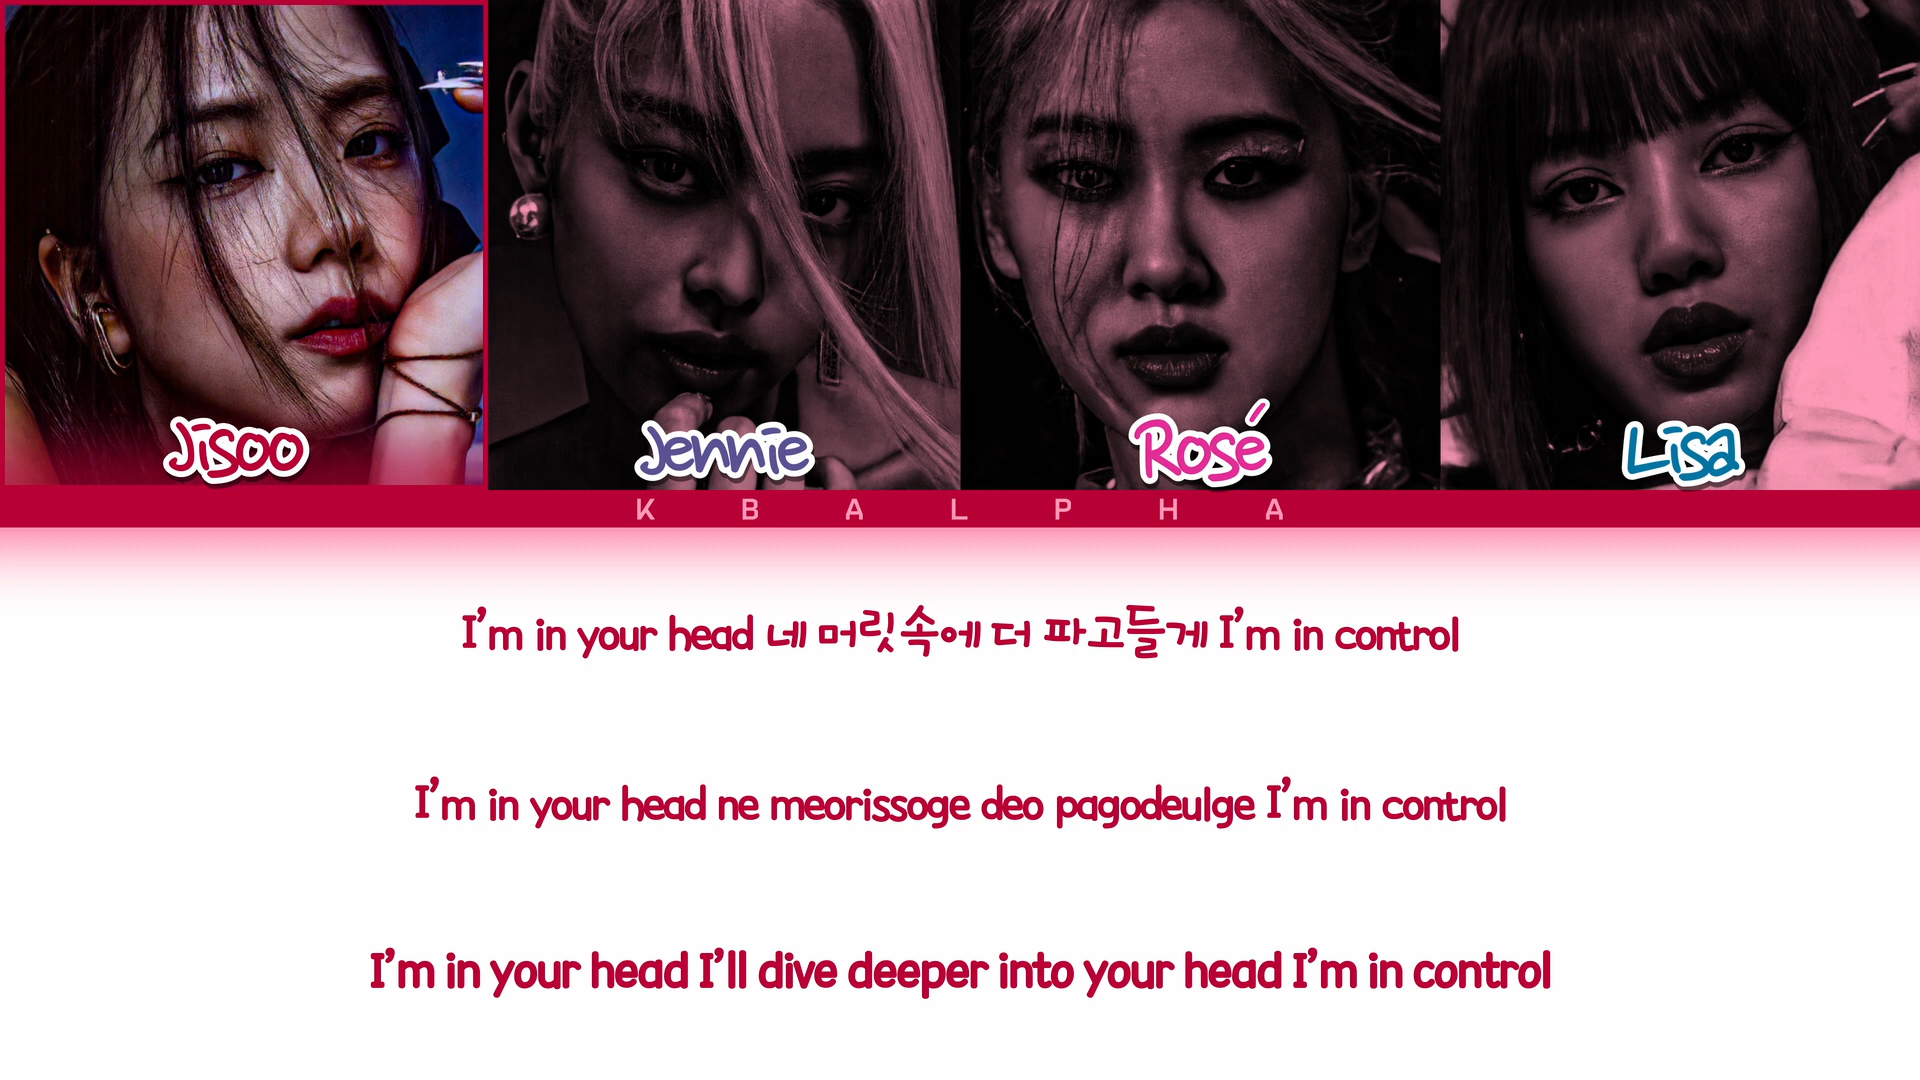 Jisoo
Jennie
Rosé
Lisa
K B A L P H A
I'm in your head 네 머릿속에 더 파고들게 I'm in control
I'm in your head ne meorissoge deo pagodeulge I'm in control
I'm in your head I'll dive deeper into your head I'm in control